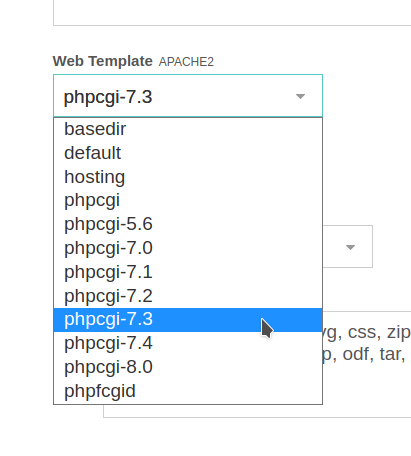 Web Template APACHE2
phpcgi-7.3
basedir
default
hosting
phpcgi
phpcgi-5.6
phpcgi-7.0
phpcgi-7.1
phpcgi-7.2
phpcgi-7.3
phpcgi-7.4
phpcgi-8.0
phpfcgid
css, zip
odf, tar,